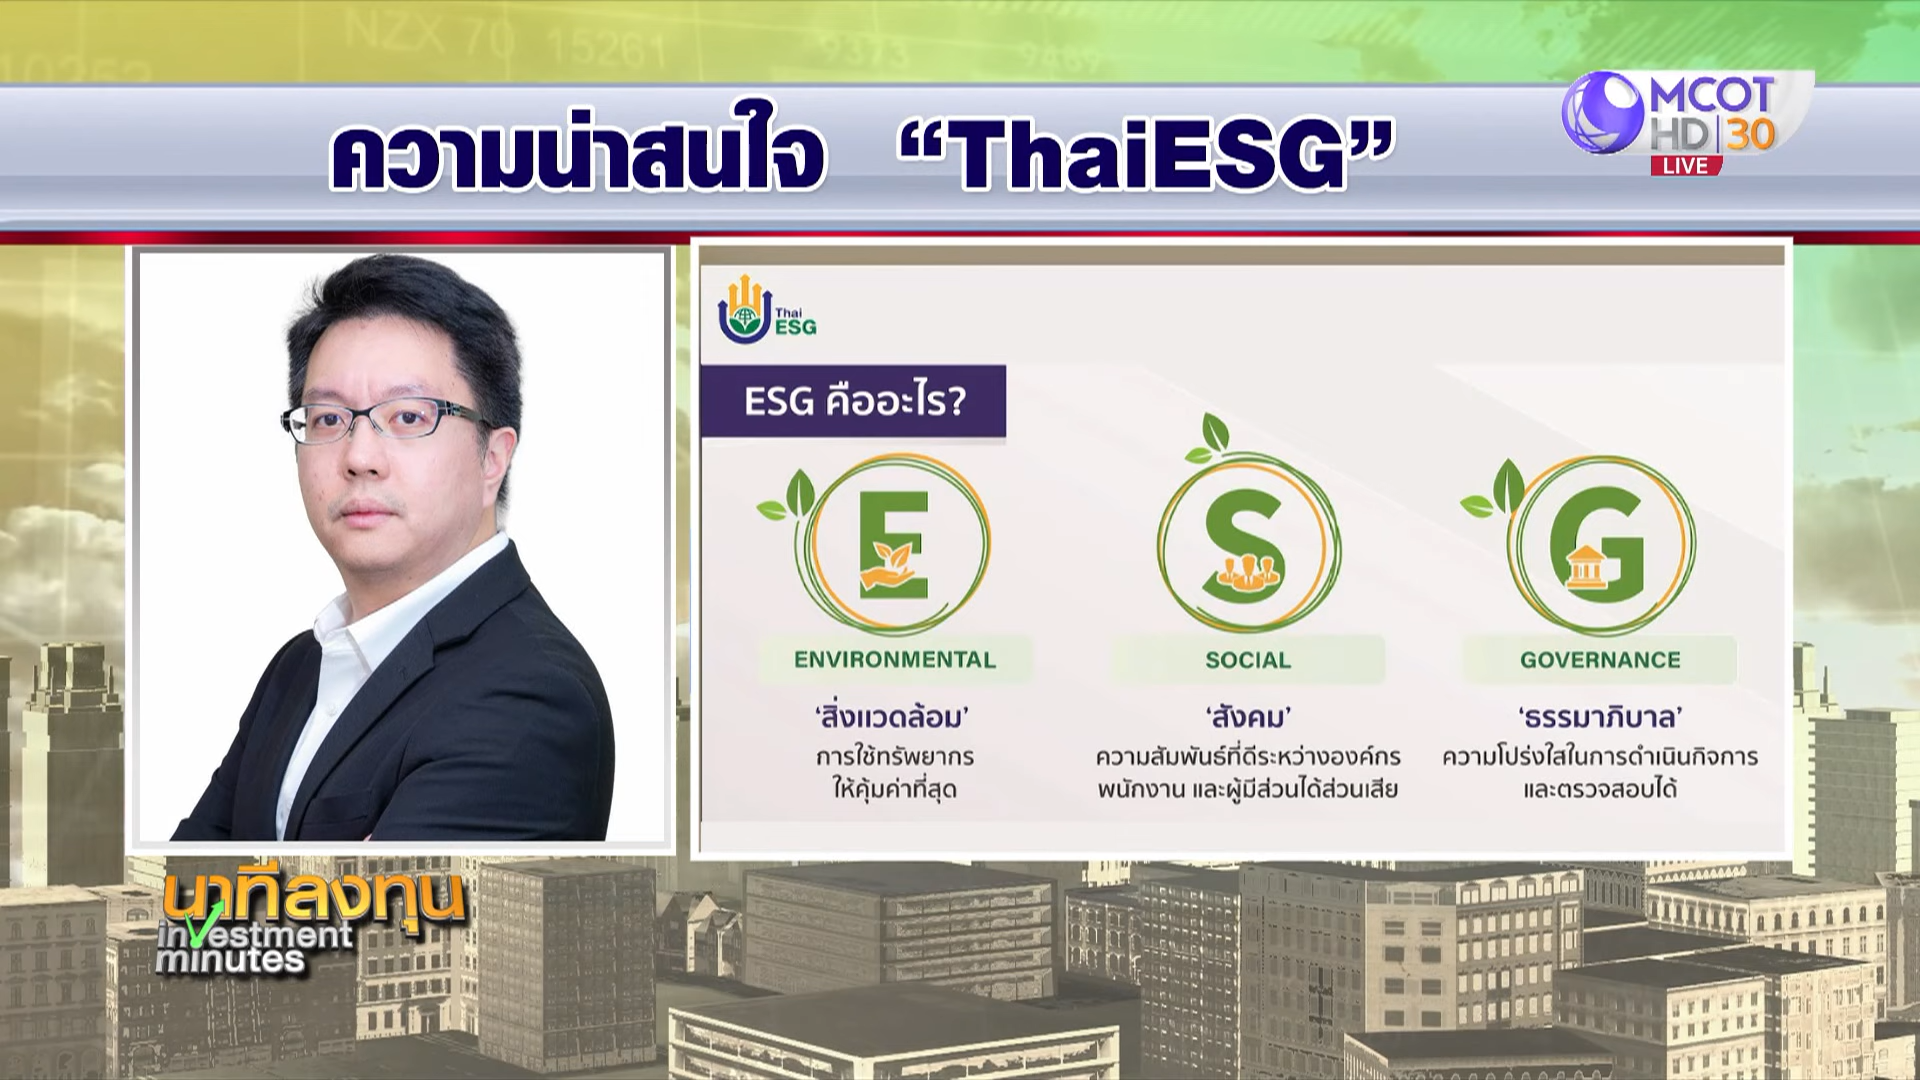 NZX 70 15261
10353
9373 9469
ความน่าสนใจ “ThaiESG”
MCOT
HD 30
LIVE
Thai
ESG
ESG คืออะไร?
E S G
ENVIRONMENTAL
‘สิ่งแวดล้อม’
การใช้ทรัพยากร
ให้คุ้มค่าที่สุด
SOCIAL
‘สังคม’
ความสัมพันธ์ที่ดีระหว่างองค์กร
พนักงาน และผู้มีส่วนได้ส่วนเสีย
GOVERNANCE
‘ธรรมาภิบาล’
ความโปร่งใสในการดำเนินกิจการ
และตรวจสอบได้
นาทีลงทุน
investment
minutes